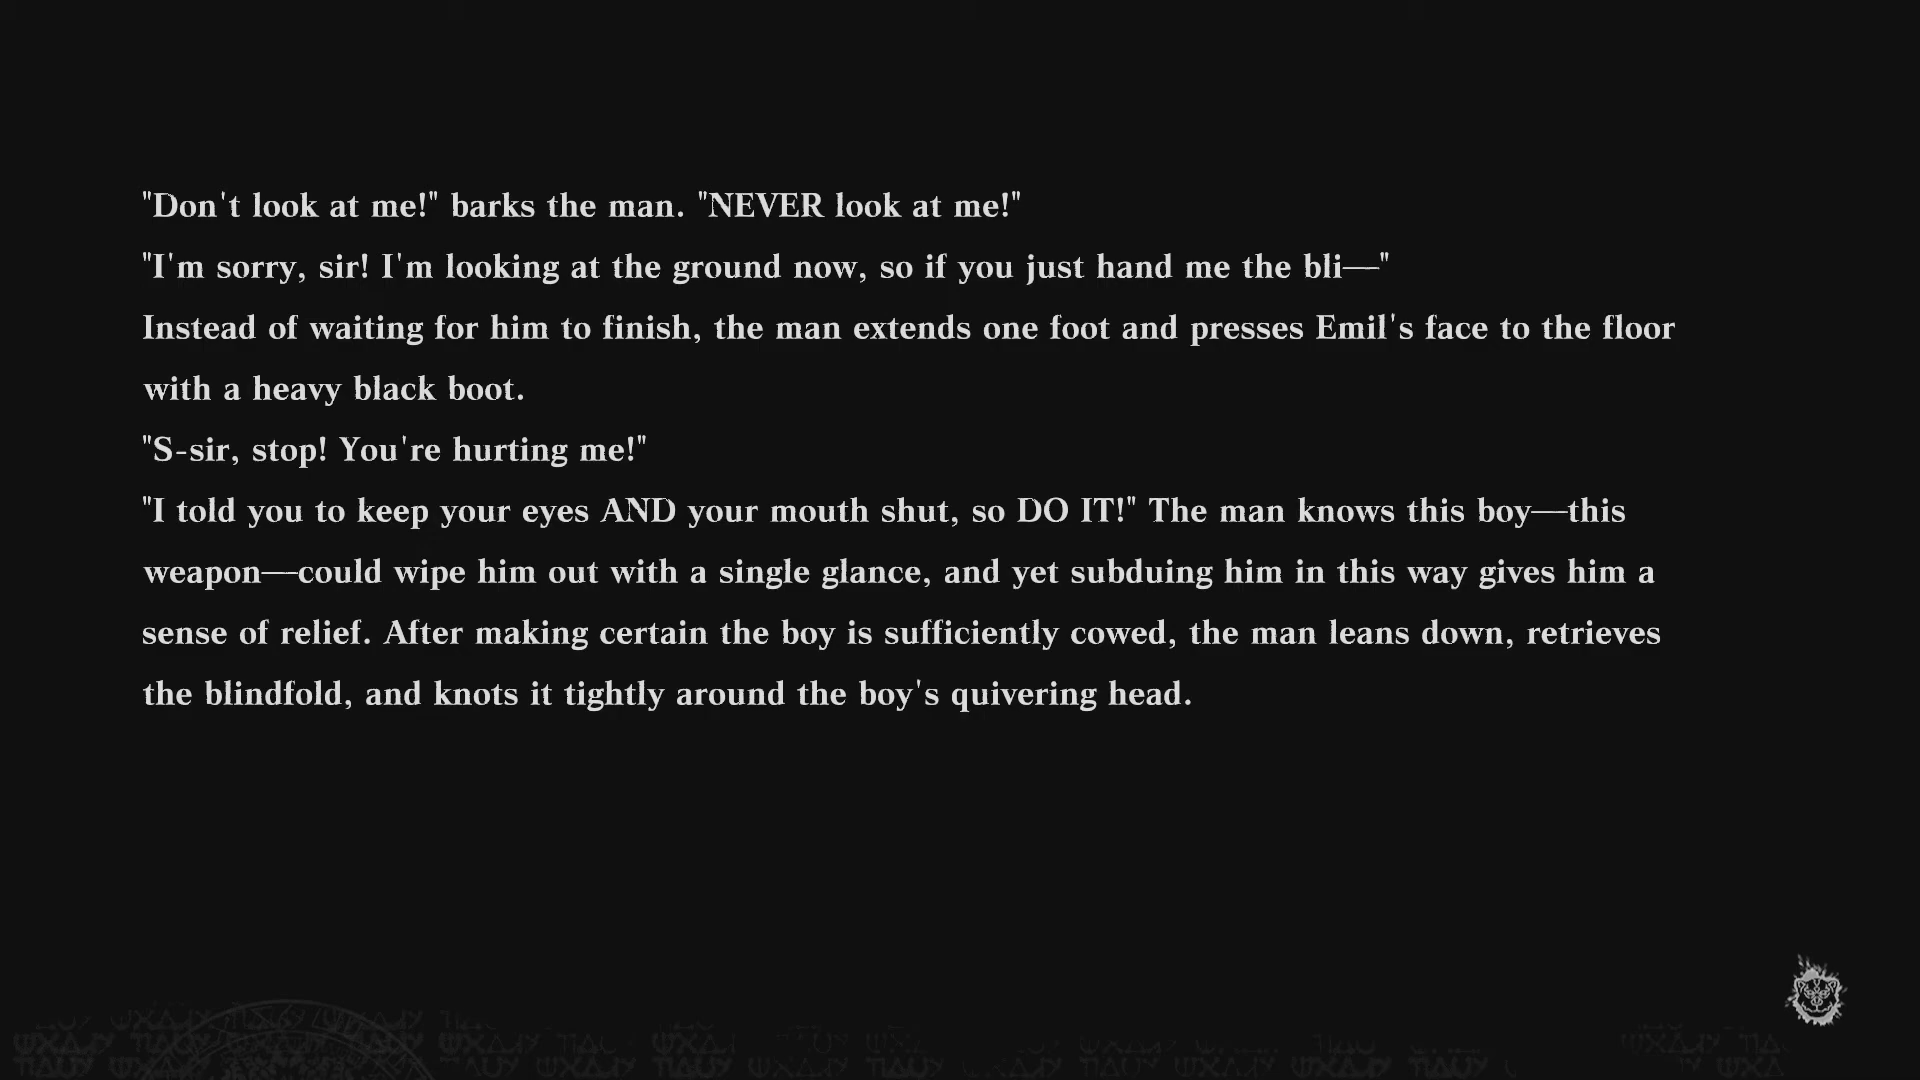 "Don't look at me!" barks the man. "NEVER look at me!"
"I'm sorry, sir! I'm looking at the ground now, so if you just hand me the bli—"
Instead of waiting for him to finish, the man extends one foot and presses Emil's face to the floor
with a heavy black boot.
"S-sir, stop! You're hurting me!"
"I told you to keep your eyes AND your mouth shut, so DO IT!" The man knows this boy—this
weapon—could wipe him out with a single glance, and yet subduing him in this way gives him a
sense of relief. After making certain the boy is sufficiently cowed, the man leans down, retrieves
the blindfold, and knots it tightly around the boy's quivering head.